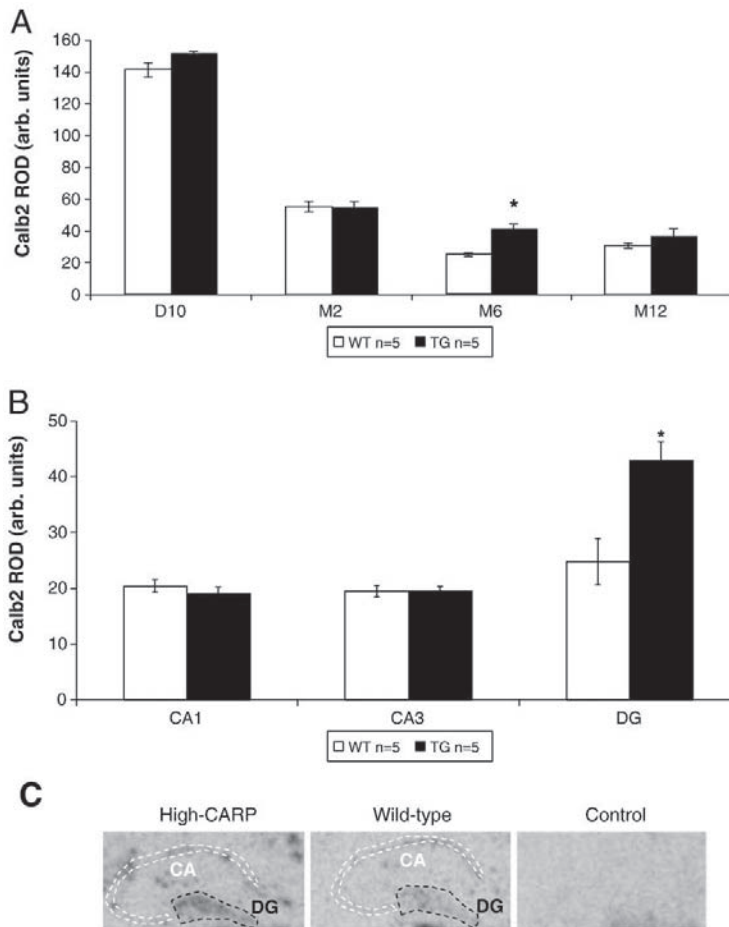 A
Calb2 ROD (arb. units)
160
140
120
100
80
60
40
20
0
*
D10 M2 M6 M12
WT n=5 TG n=5
B
Calb2 ROD (arb. units)
50
40
30
20
10
0
*
CA1 CA3 DG
WT n=5 TG n=5
C
High-CARP Wild-type Control
CA CA
DG DG